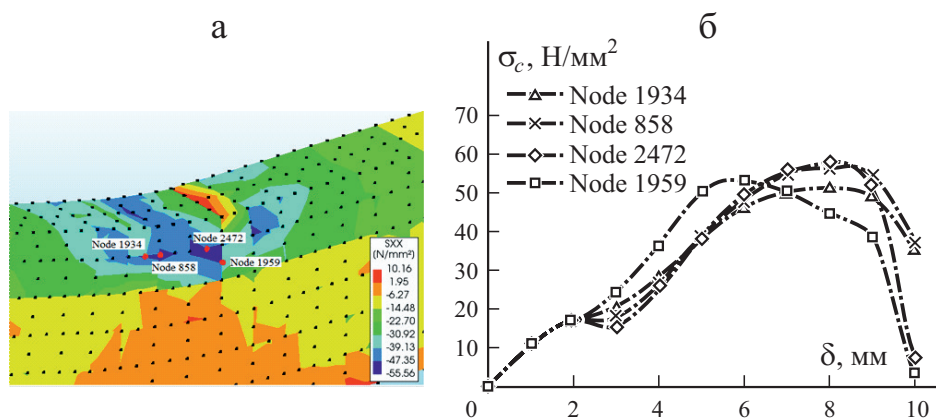 а
Node 1934
Node 858
Node 2472
Node 1959
SXX
(N/mm²)
10.16
1.95
-6.27
-14.48
-22.70
-30.92
-39.13
-47.35
-55.56
б
σc, Н/мм²
Node 1934
Node 858
Node 2472
Node 1959
70
60
50
40
30
20
10
δ, мм
0 2 4 6 8 10